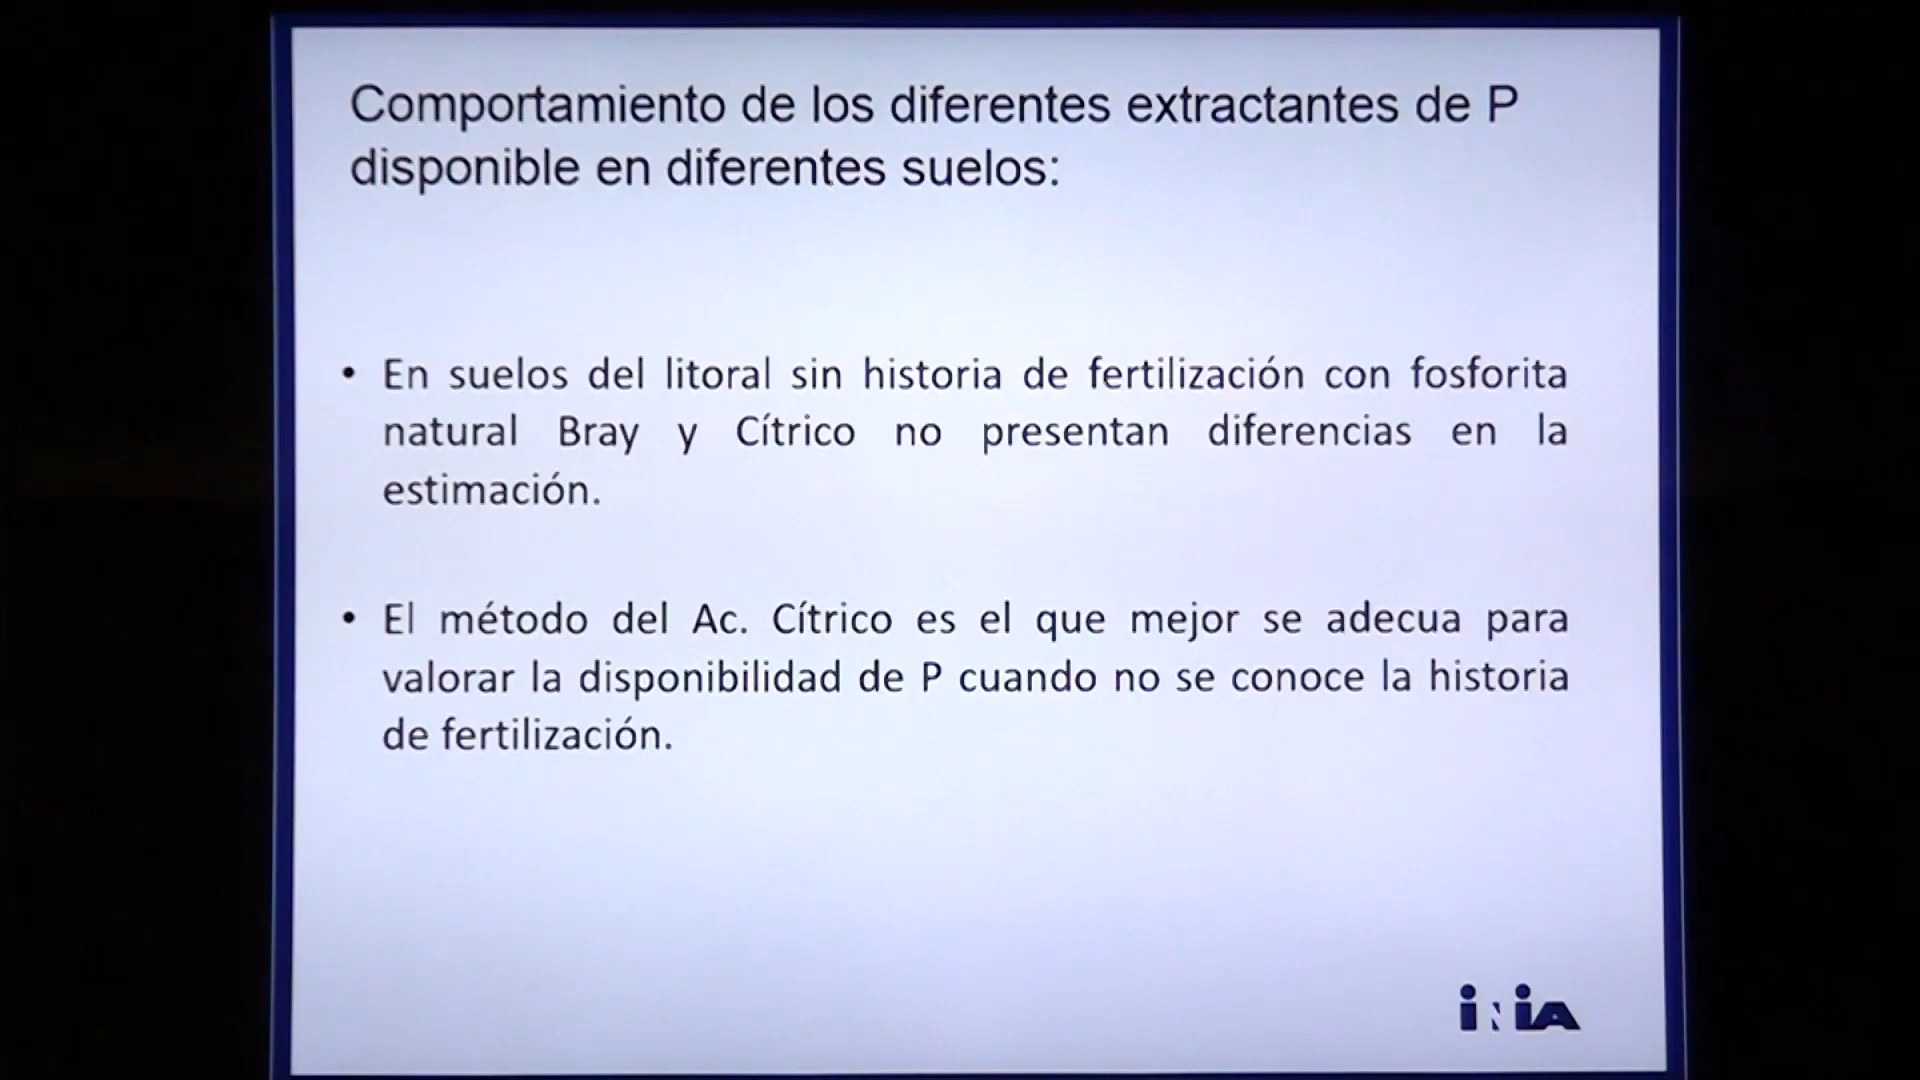 Comportamiento de los diferentes extractantes de P
disponible en diferentes suelos:
• En suelos del litoral sin historia de fertilización con fosforita
natural Bray y Cítrico no presentan diferencias en la
estimación.
• El método del Ac. Cítrico es el que mejor se adecua para
valorar la disponibilidad de P cuando no se conoce la historia
de fertilización.
inia